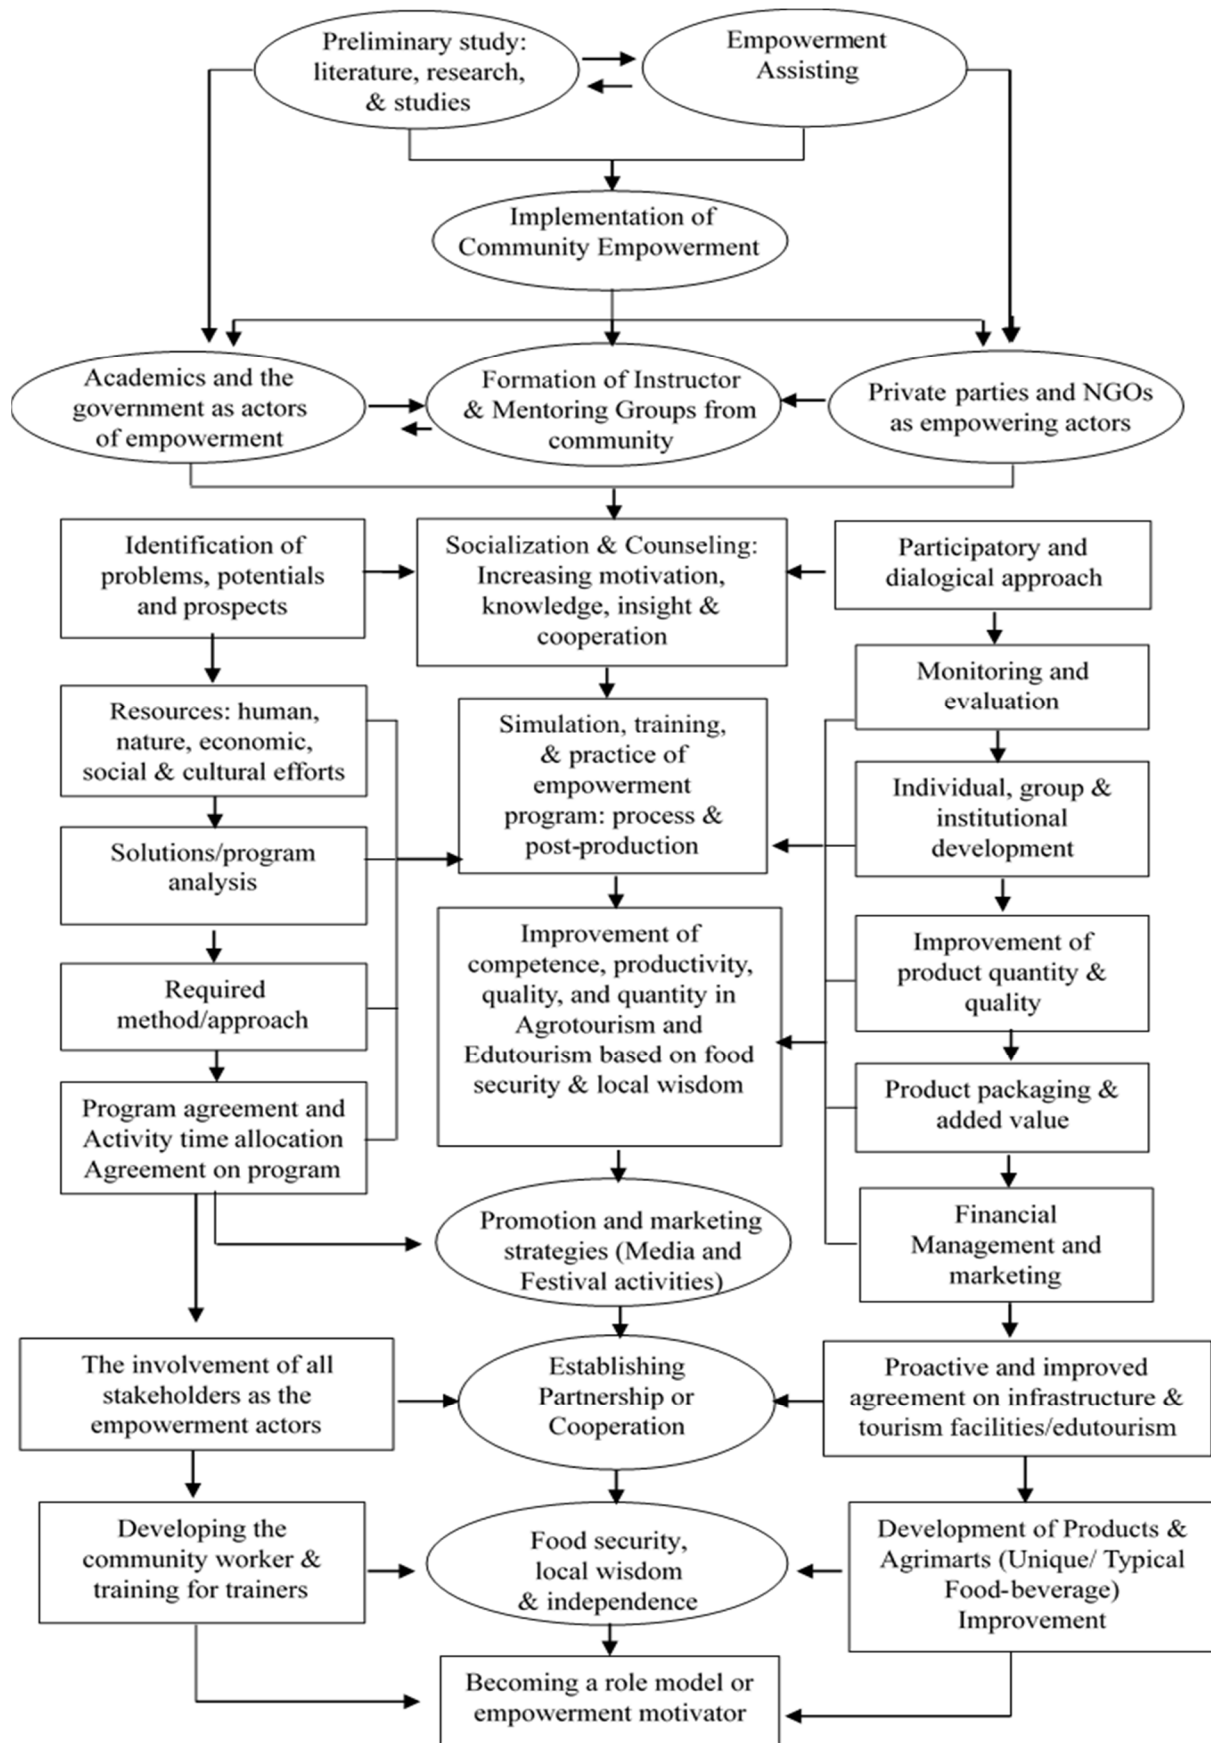 Preliminary study:
literature, research,
& studies
Empowerment
Assisting
Implementation of
Community Empowerment
Academics and the
government as actors
of empowerment
Formation of Instructor
& Mentoring Groups from
community
Private parties and NGOs
as empowering actors
Identification of
problems, potentials
and prospects
Socialization & Counseling:
Increasing motivation,
knowledge, insight &
cooperation
Participatory and
dialogical approach
Monitoring and
evaluation
Resources: human,
nature, economic,
social & cultural efforts
Simulation, training,
& practice of
empowerment
program: process &
post-production
Individual, group &
institutional
development
Solutions/program
analysis
Improvement of
competence, productivity,
quality, and quantity in
Agrotourism and
Edutourism based on food
security & local wisdom
Improvement of
product quantity &
quality
Required
method/approach
Product packaging &
added value
Program agreement and
Activity time allocation
Agreement on program
Promotion and marketing
strategies (Media and
Festival activities)
Financial
Management and
marketing
The involvement of all
stakeholders as the
empowerment actors
Establishing
Partnership or
Cooperation
Proactive and improved
agreement on infrastructure &
tourism facilities/edutourism
Developing the
community worker &
training for trainers
Food security,
local wisdom
& independence
Development of Products &
Agrimarts (Unique/ Typical
Food-beverage)
Improvement
Becoming a role model or
empowerment motivator